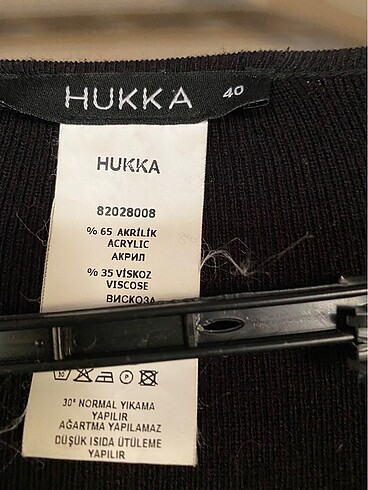 HUKKA 40
HUKKA
82028008
% 65 AKRİLİK
ACRYLIC
АКРИЛ
% 35 VİSKOZ
VISCOSE
ВИСКОЗА
30 P
30° NORMAL YIKAMA
YAPILIR
AĞARTMA YAPILAMAZ
DÜŞÜK ISIDA ÜTÜLEME
YAPILIR